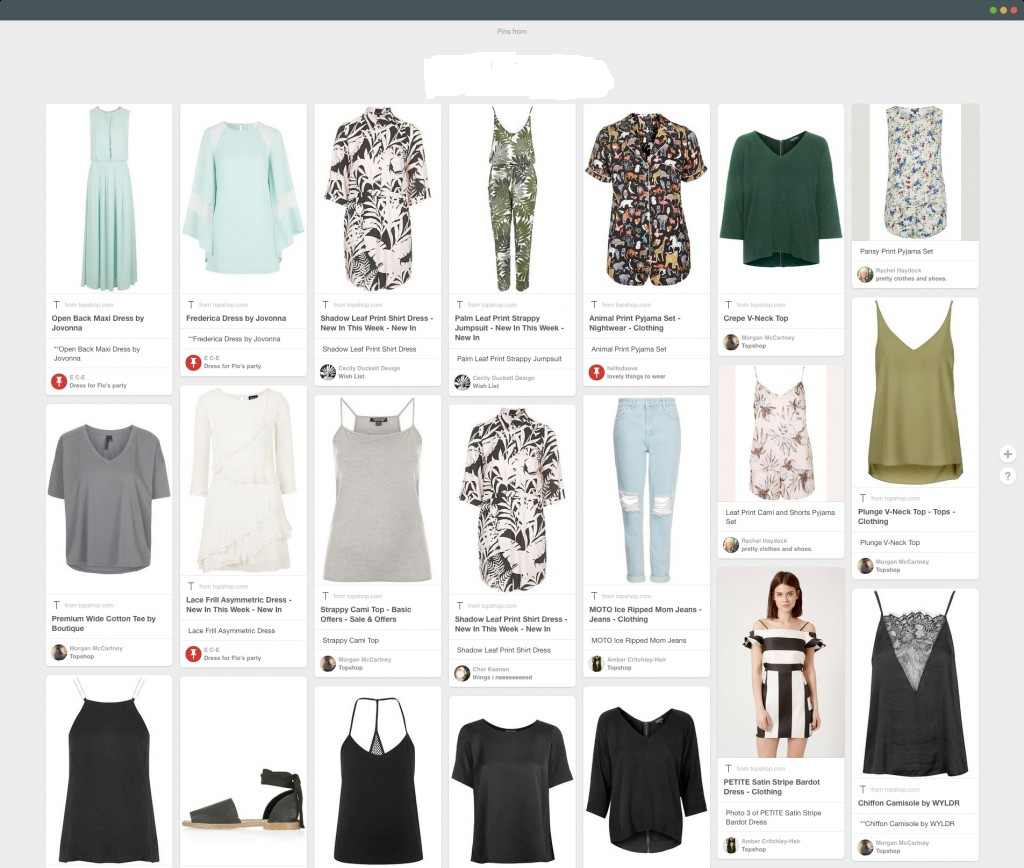 Pins from
from topshop.com
Open Back Maxi Dress by
Jovonna
**Open Back Maxi Dress by
Jovonna
E C-E
Dress for Flo's party
Premium Wide Cotton Tee by
Boutique
from topshop.com
Morgan McCartney
Topshop
from topshop.com
Frederica Dress by Jovonna
**Frederica Dress by Jovonna
E C-E
Dress for Flo's party
from topshop.com
Lace Frill Asymmetric Dress -
New In This Week - New In
Lace Frill Asymmetric Dress
E C-E
Dress for Flo's party
from topshop.com
Shadow Leaf Print Shirt Dress -
New In This Week - New In
Shadow Leaf Print Shirt Dress
Cecily Duckett Design
Wish List
from topshop.com
Strappy Cami Top - Basic
Offers - Sale & Offers
Strappy Cami Top
Morgan McCartney
Topshop
from topshop.com
Palm Leaf Print Strappy
Jumpsuit - New In This Week -
New In
Palm Leaf Print Strappy Jumpsuit
Cecily Duckett Design
Wish List
from topshop.com
Shadow Leaf Print Shirt Dress -
New In This Week - New In
Shadow Leaf Print Shirt Dress
Char Keenan
things i neeeeeeeed
from topshop.com
Animal Print Pyjama Set -
Nightwear - Clothing
Animal Print Pyjama Set
hellodawve
lovely things to wear
from topshop.com
MOTO Ice Ripped Mom Jeans -
Jeans - Clothing
MOTO Ice Ripped Mom Jeans
Amber Critchley-Hair
Topshop
from topshop.com
Crepe V-Neck Top
Morgan McCartney
Topshop
Leaf Print Cami and Shorts Pyjama
Set
Rachel Haydock
pretty clothes and shoes.
from topshop.com
PETITE Satin Stripe Bardot
Dress - Clothing
Photo 3 of PETITE Satin Stripe
Bardot Dress
Amber Critchley-Hair
Topshop
Pansy Print Pyjama Set
Rachel Haydock
pretty clothes and shoes.
from topshop.com
Plunge V-Neck Top - Tops -
Clothing
Plunge V-Neck Top
Morgan McCartney
Topshop
from topshop.com
Chiffon Camisole by WYLDR
**Chiffon Camisole by WYLDR
Morgan McCartney
Topshop
+
?